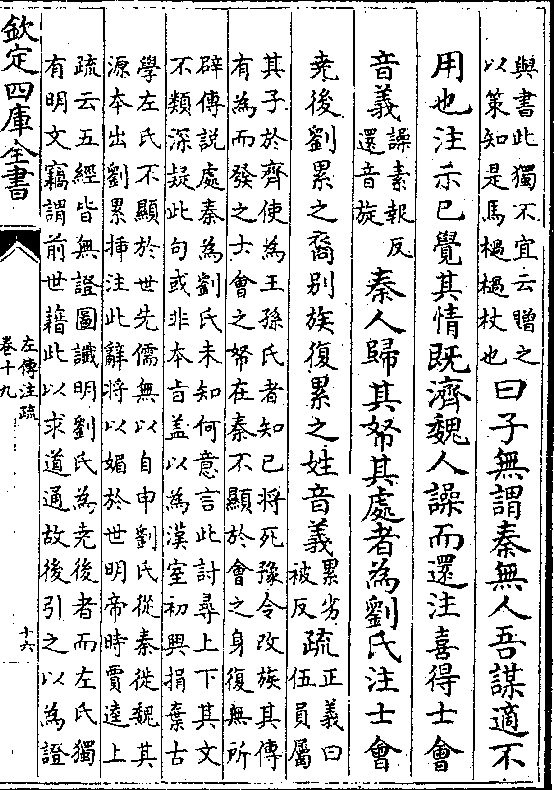 與書此獨不宜云贈之
以策知是馬檛檛杖也
曰子無謂秦無人吾謀適不
用也注示已覺其情既濟魏人譟而還注喜得士㑹
音義
譟素報反
還音旋
秦人歸其帑其處者為劉氏注士㑹
堯後劉累之裔别族復累之姓音義
累劣
被反
疏
正義曰
伍員屬
其子於齊使為王孫氏者知已將死豫令改族其傳
有為而發之士㑹之帑在秦不顯於㑹之身復無所
辟傳説處秦為劉氏未知何意言此討尋上下其文
不類深疑此句或非本旨盖以為漢室初興捐棄古
學左氏不顯於世先儒無以自申劉氏從秦徙魏其
源本出劉累揷注此辭將以媚於世明帝時賈逵上
疏云五經皆無證圖䜟明劉氏為堯後者而左氏獨
有明文竊謂前世藉此以求道通故後引之以為證
欽定四庫全書
左傳注疏
卷十九
十六